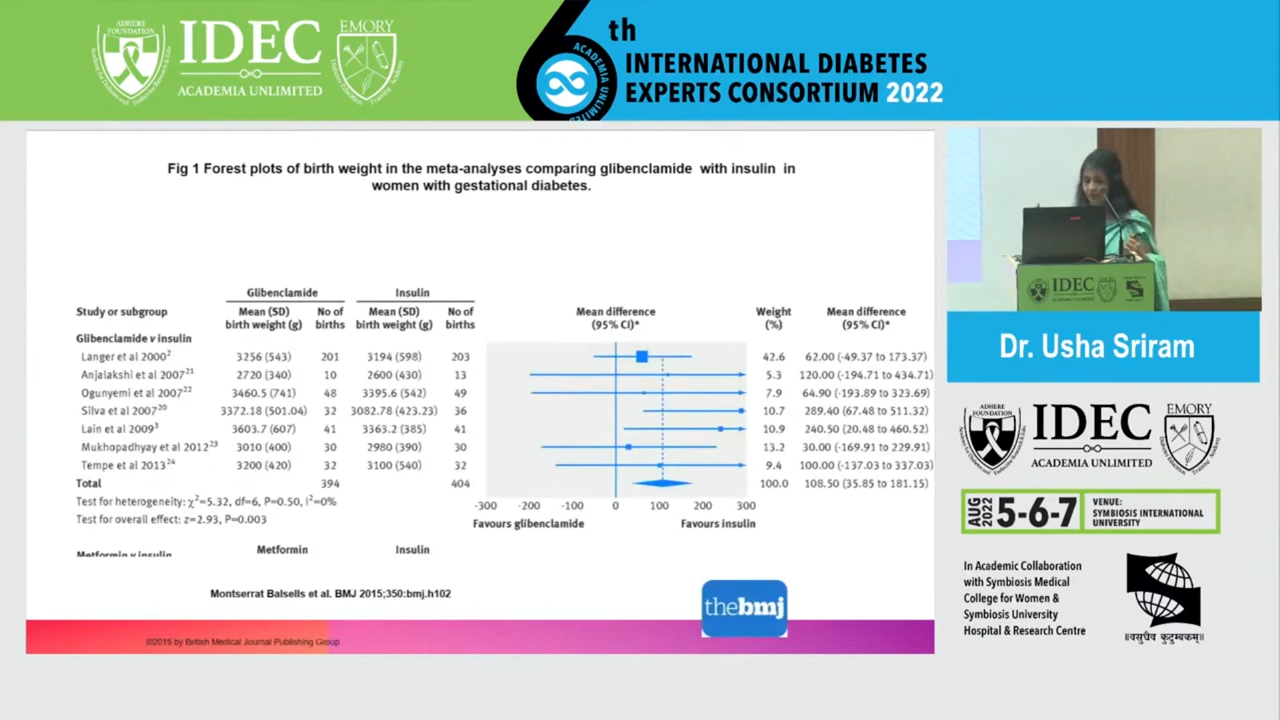 ADHERE
FOUNDATION
IDEC
ACADEMIA UNLIMITED
EMORY
6th
ACADEMIA UNLIMITED
INTERNATIONAL DIABETES
EXPERTS CONSORTIUM 2022
Fig 1 Forest plots of birth weight in the meta-analyses comparing glibenclamide with insulin in
women with gestational diabetes.
Glibenclamide Insulin
Study or subgroup Mean (SD) birth weight (g) No of births Mean (SD) birth weight (g) No of births Mean difference (95% CI)* Weight (%) Mean difference (95% CI)*
Glibenclamide v insulin
Langer et al 2000² 3256 (543) 201 3194 (598) 203 42.6 62.00 (-49.37 to 173.37)
Anjalakshi et al 2007²¹ 2720 (340) 10 2600 (430) 13 5.3 120.00 (-194.71 to 434.71)
Ogunyemi et al 2007²² 3460.5 (741) 48 3395.6 (542) 49 7.9 64.90 (-193.89 to 323.69)
Silva et al 2007²⁰ 3372.18 (501.04) 32 3082.78 (423.23) 36 10.7 289.40 (67.48 to 511.32)
Lain et al 2009³ 3603.7 (607) 41 3363.2 (385) 41 10.9 240.50 (20.48 to 460.52)
Mukhopadhyay et al 2012²³ 3010 (400) 30 2980 (390) 30 13.2 30.00 (-169.91 to 229.91)
Tempe et al 2013²⁴ 3200 (420) 32 3100 (540) 32 9.4 100.00 (-137.03 to 337.03)
Total 394 404 100.0 108.50 (35.85 to 181.15)
Test for heterogeneity: χ²=5.32, df=6, P=0.50, I²=0%
Test for overall effect: z=2.93, P=0.003
-300 -200 -100 0 100 200 300
Favours glibenclamide Favours insulin
Metformin v insulin Metformin Insulin
Montserrat Balsells et al. BMJ 2015;350:bmj.h102
thebmj
©2015 by British Medical Journal Publishing Group
IDEC
Dr. Usha Sriram
ADHERE
FOUNDATION
IDEC
ACADEMIA UNLIMITED
EMORY
AUG
2022
5-6-7
VENUE:
SYMBIOSIS INTERNATIONAL
UNIVERSITY
In Academic Collaboration
with Symbiosis Medical
College for Women &
Symbiosis University
Hospital & Research Centre
॥वसुधैव कुटुम्बकम्॥